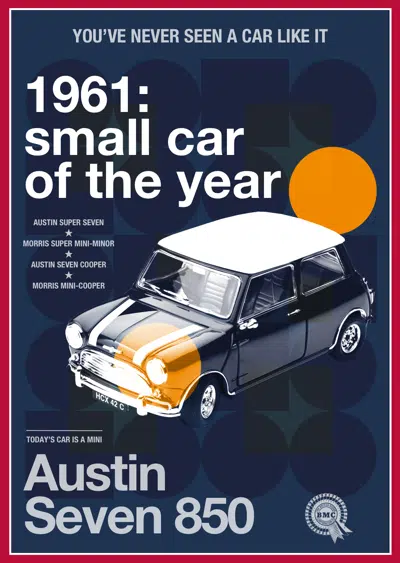 YOU'VE NEVER SEEN A CAR LIKE IT
1961:
small car
of the year
AUSTIN SUPER SEVEN
★
MORRIS SUPER MINI-MINOR
★
AUSTIN SEVEN COOPER
★
MORRIS MINI-COOPER
HCX 42 C
TODAY'S CAR IS A MINI
Austin
Seven 850
BMC